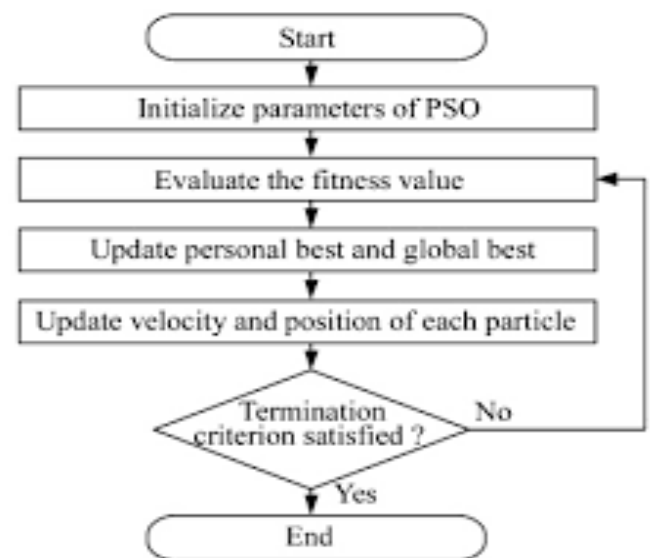 Start
Initialize parameters of PSO
Evaluate the fitness value
Update personal best and global best
Update velocity and position of each particle
Termination
criterion satisfied ?
No
Yes
End